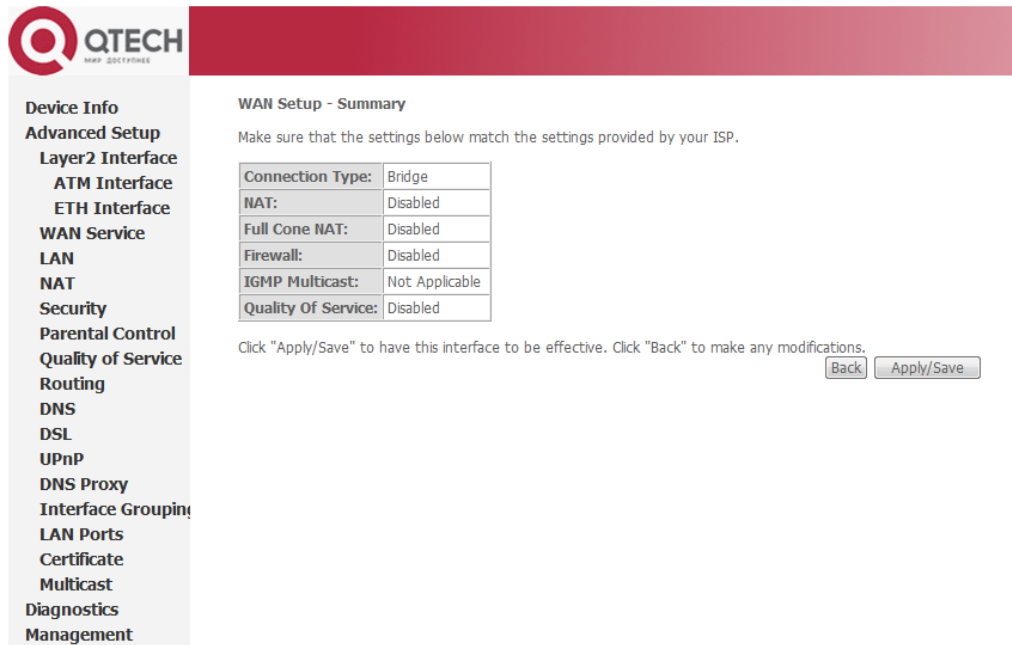 QTECH
МИР ДОСТУПНЕЕ
Device Info
Advanced Setup
Layer2 Interface
ATM Interface
ETH Interface
WAN Service
LAN
NAT
Security
Parental Control
Quality of Service
Routing
DNS
DSL
UPnP
DNS Proxy
Interface Grouping
LAN Ports
Certificate
Multicast
Diagnostics
Management
WAN Setup - Summary
Make sure that the settings below match the settings provided by your ISP.
Connection Type: Bridge
NAT: Disabled
Full Cone NAT: Disabled
Firewall: Disabled
IGMP Multicast: Not Applicable
Quality Of Service: Disabled
Click "Apply/Save" to have this interface to be effective. Click "Back" to make any modifications.
Back Apply/Save